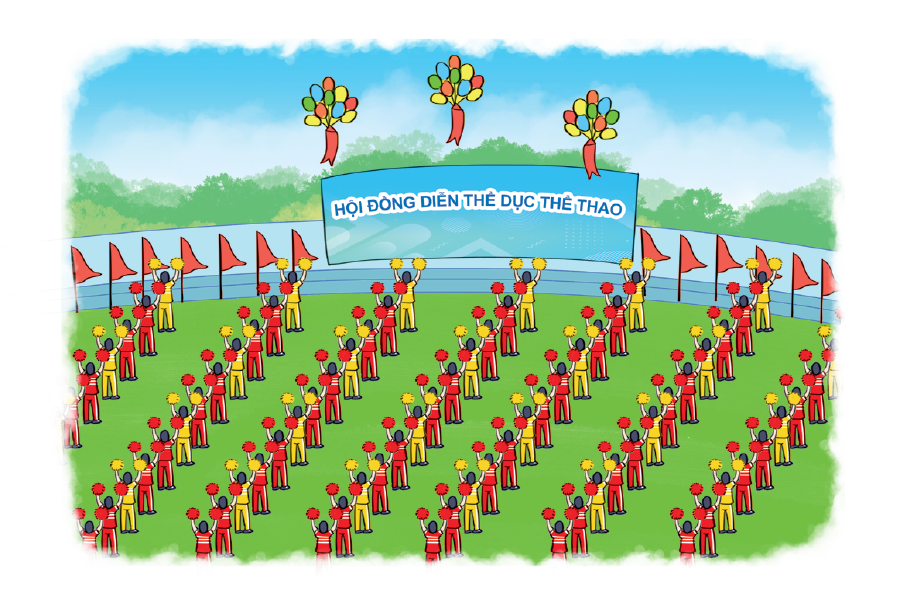 HỘI ĐỒNG DIỄN THỂ DỤC THỂ THAO